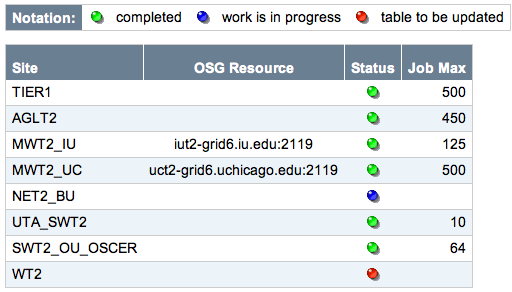 Notation: completed work is in progress table to be updated
Site OSG Resource Status Job Max
TIER1 500
AGLT2 450
MWT2_IU iut2-grid6.iu.edu:2119 125
MWT2_UC uct2-grid6.uchicago.edu:2119 500
NET2_BU
UTA_SWT2 10
SWT2_OU_OSCER 64
WT2